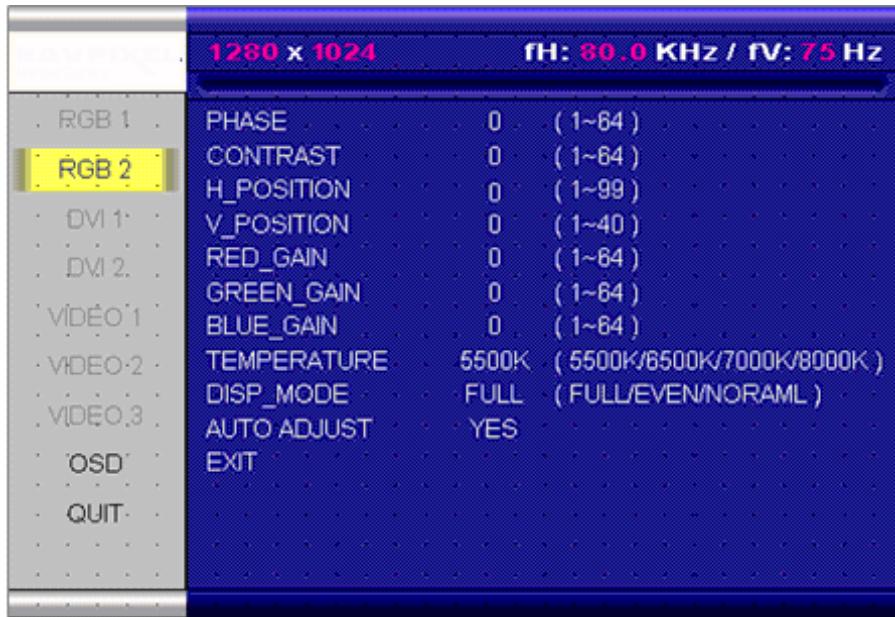 1280 x 1024 fH: 80.0 KHz / fV: 75 Hz
RGB 1
RGB 2
DVI 1
DVI 2
VIDEO 1
VIDEO 2
VIDEO 3
OSD
QUIT
PHASE 0 ( 1~64 )
CONTRAST 0 ( 1~64 )
H_POSITION 0 ( 1~99 )
V_POSITION 0 ( 1~40 )
RED_GAIN 0 ( 1~64 )
GREEN_GAIN 0 ( 1~64 )
BLUE_GAIN 0 ( 1~64 )
TEMPERATURE 5500K ( 5500K/6500K/7000K/8000K )
DISP_MODE FULL ( FULL/EVEN/NORAML )
AUTO ADJUST YES
EXIT